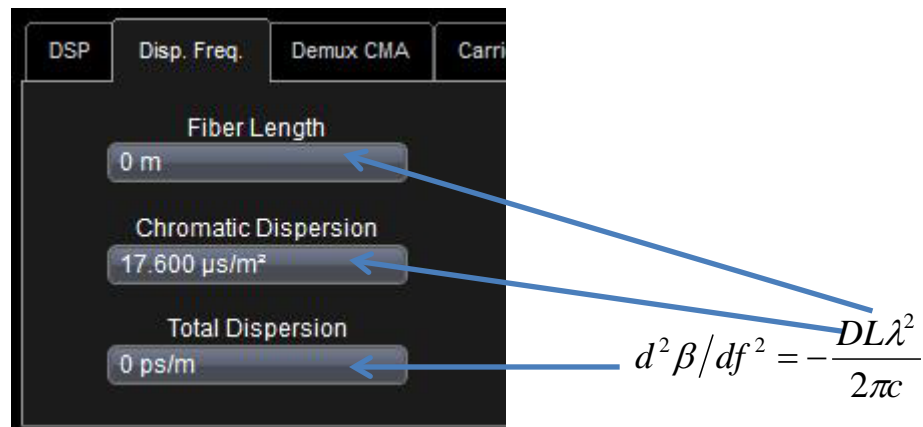 DSP Disp. Freq. Demux CMA Carri
Fiber Length
0 m
Chromatic Dispersion
17.600 µs/m²
Total Dispersion
0 ps/m
d²β/df² = -DLλ²/2πc